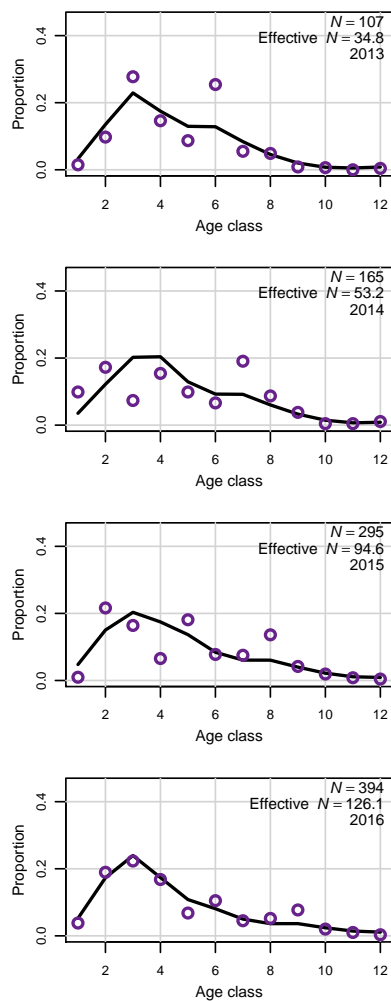 N = 107
Effective N = 34.8
2013
Proportion
0.4
0.2
0.0
2 4 6 8 10 12
Age class
N = 165
Effective N = 53.2
2014
Proportion
0.4
0.2
0.0
2 4 6 8 10 12
Age class
N = 295
Effective N = 94.6
2015
Proportion
0.4
0.2
0.0
2 4 6 8 10 12
Age class
N = 394
Effective N = 126.1
2016
Proportion
0.4
0.2
0.0
2 4 6 8 10 12
Age class